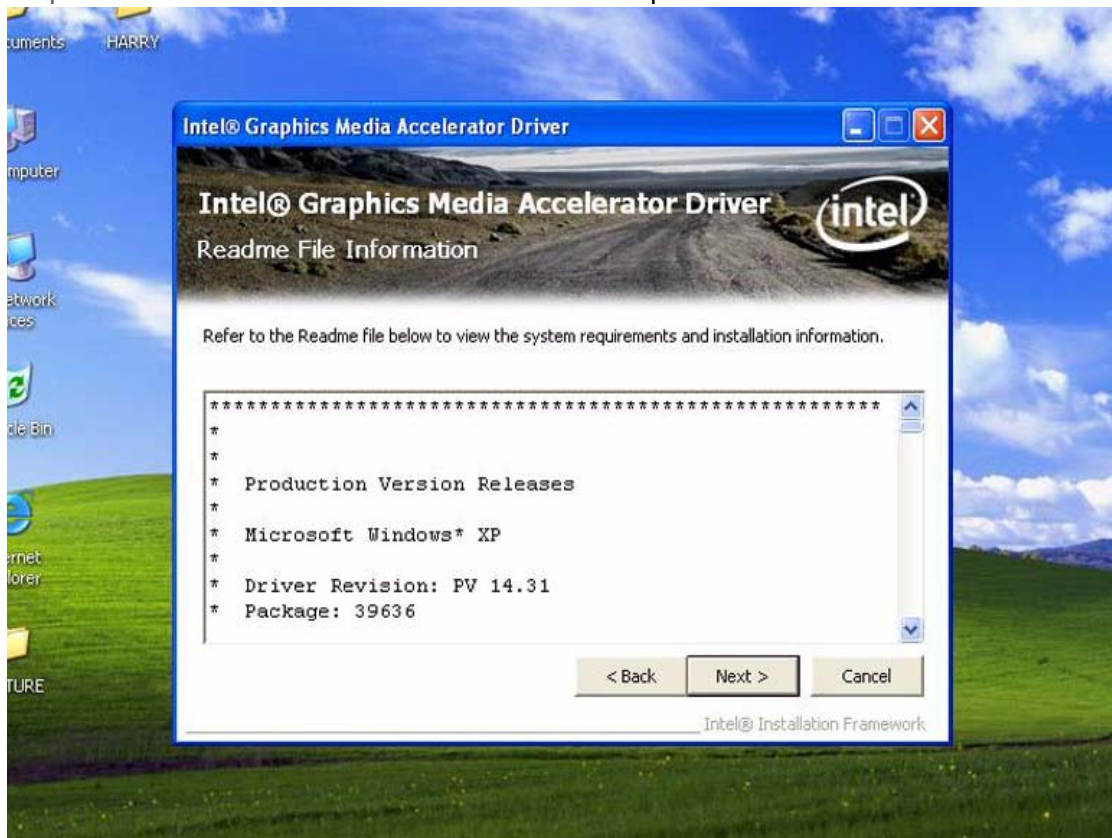 HARRY
Intel® Graphics Media Accelerator Driver
Intel® Graphics Media Accelerator Driver
intel
Readme File Information
Refer to the Readme file below to view the system requirements and installation information.
********************************************************
*
*
* Production Version Releases
*
* Microsoft Windows* XP
*
* Driver Revision: PV 14.31
* Package: 39636
cuments
mputer
etwork
ces
cle Bin
ernet
lorer
TURE
< Back
Next >
Cancel
Intel® Installation Framework